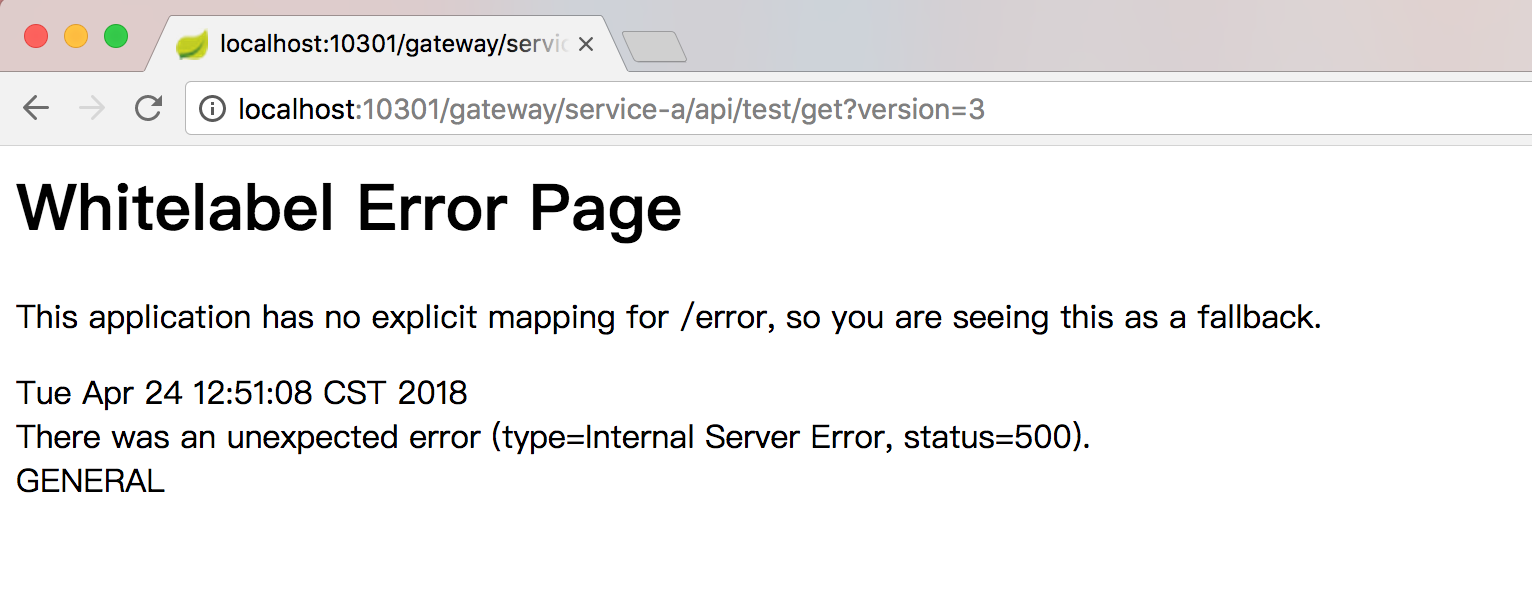 localhost:10301/gateway/servic
localhost:10301/gateway/service-a/api/test/get?version=3
Whitelabel Error Page
This application has no explicit mapping for /error, so you are seeing this as a fallback.
Tue Apr 24 12:51:08 CST 2018
There was an unexpected error (type=Internal Server Error, status=500).
GENERAL